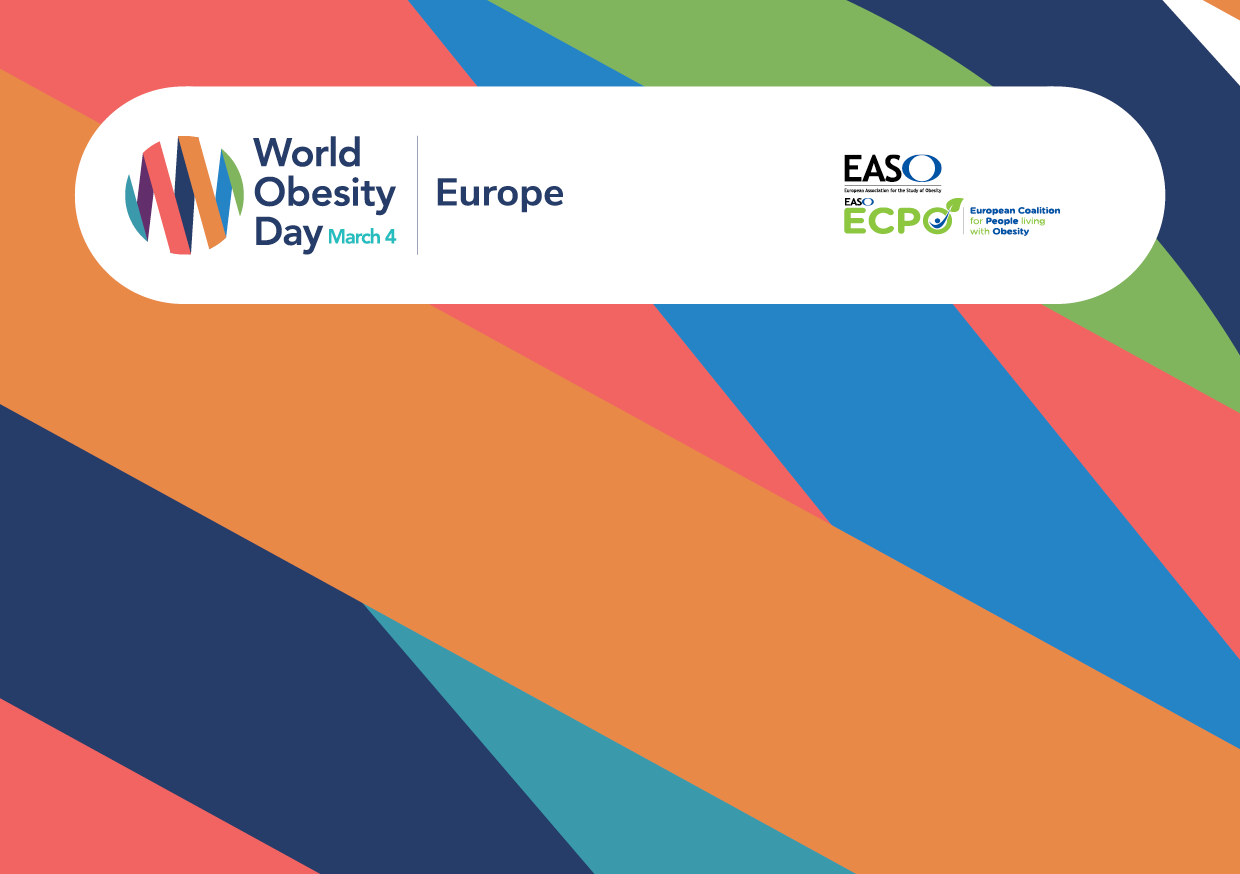 World
Obesity
Day March 4
Europe
EASO
European Association for the Study of Obesity
EASO
ECPO
European Coalition
for People living
with Obesity